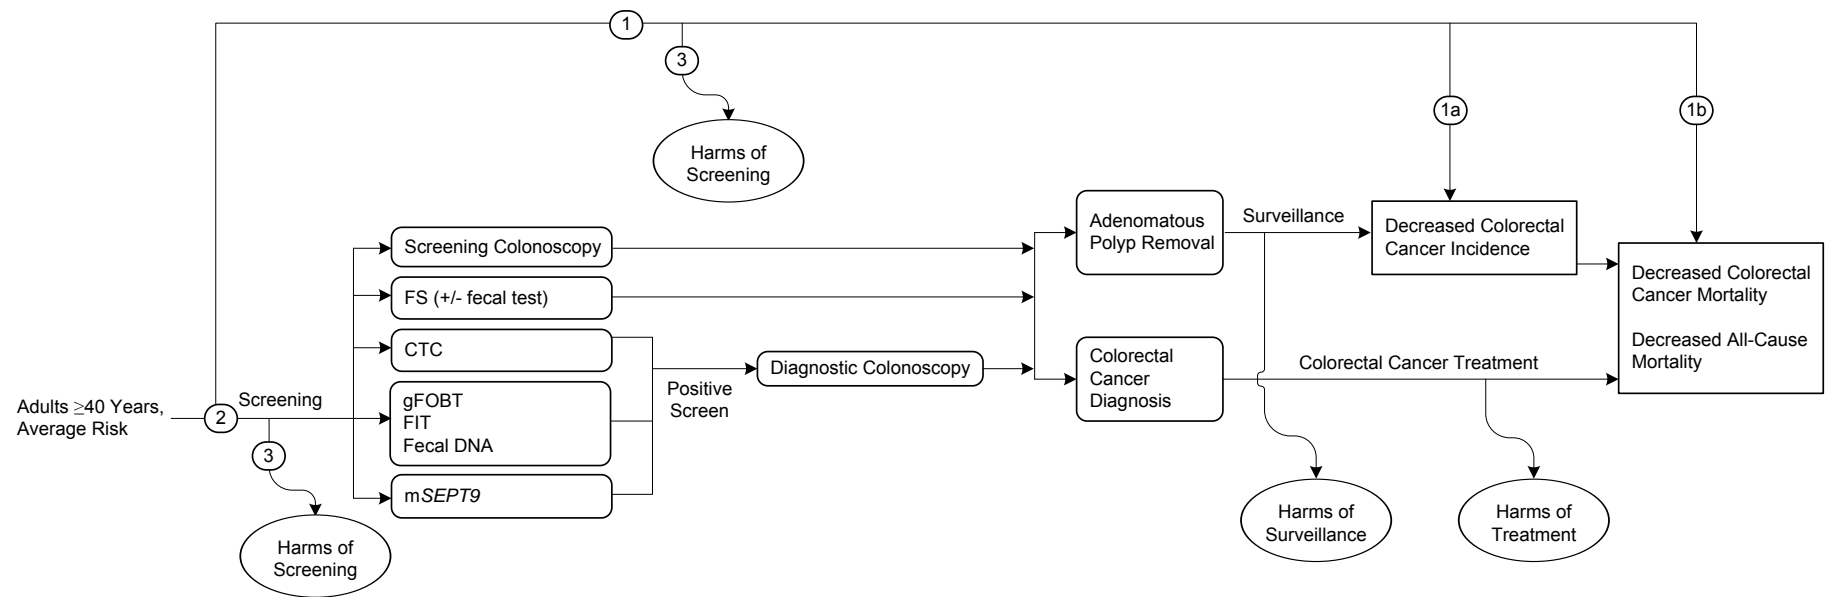 1
3
1a
1b
Harms of
Screening
Screening Colonoscopy
FS (+/- fecal test)
CTC
gFOBT
FIT
Fecal DNA
mSEPT9
Adults ≥40 Years,
Average Risk
2
Screening
3
Harms of
Screening
Positive
Screen
Diagnostic Colonoscopy
Adenomatous
Polyp Removal
Surveillance
Decreased Colorectal
Cancer Incidence
Colorectal
Cancer
Diagnosis
Colorectal Cancer Treatment
Decreased Colorectal
Cancer Mortality
Decreased All-Cause
Mortality
Harms of
Surveillance
Harms of
Treatment